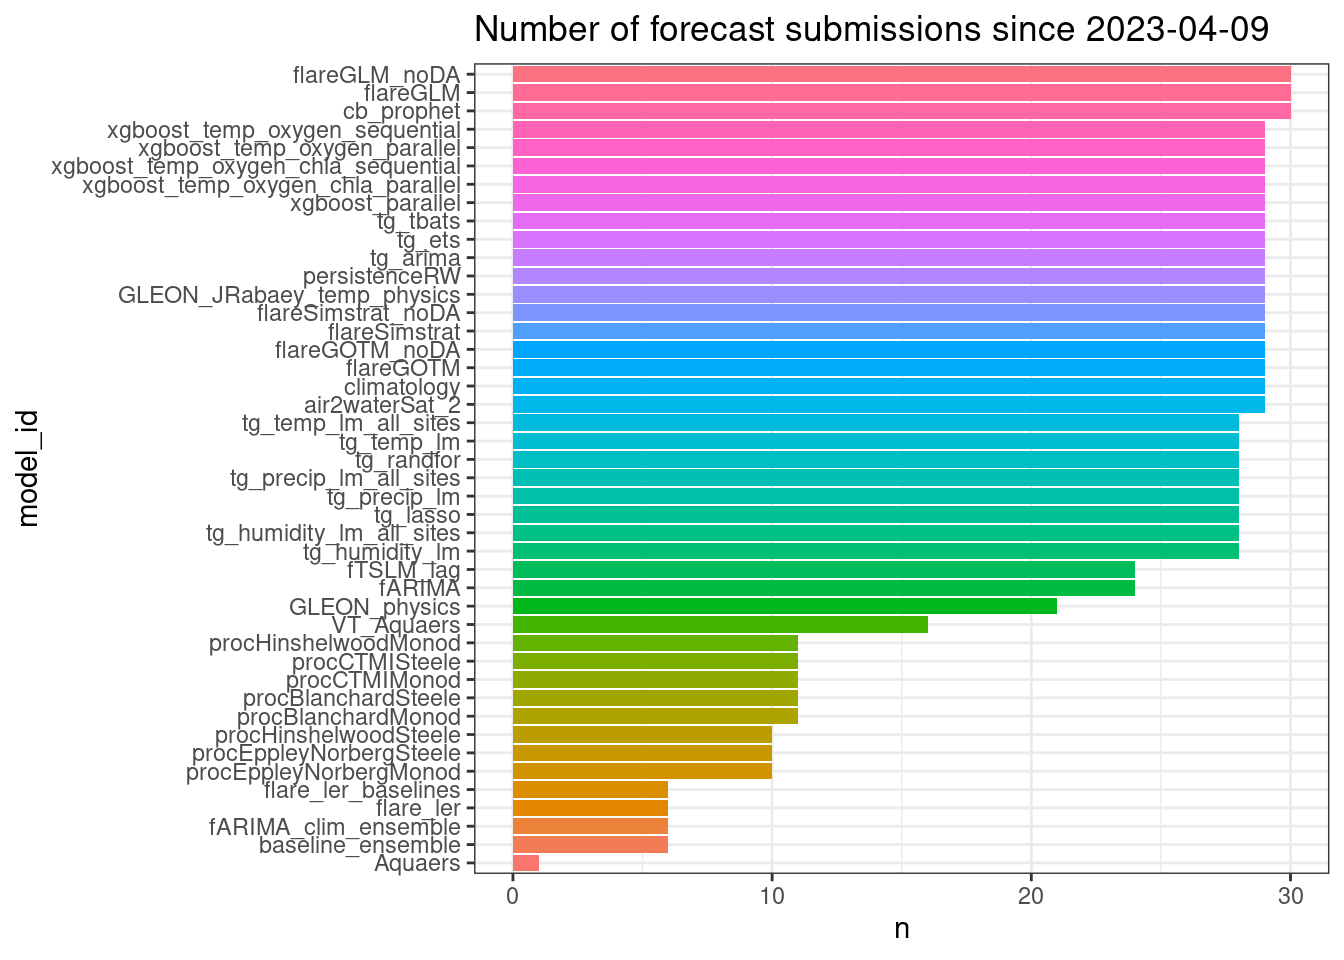 Number of forecast submissions since 2023-04-09
flareGLM_noDA
flareGLM
cb_prophet
xgboost_temp_oxygen_sequential
xgboost_temp_oxygen_parallel
xgboost_temp_oxygen_chla_sequential
xgboost_temp_oxygen_chla_parallel
xgboost_parallel
tg_tbats
tg_ets
tg_arima
persistenceRW
GLEON_JRabaey_temp_physics
flareSimstrat_noDA
flareSimstrat
flareGOTM_noDA
flareGOTM
climatology
air2waterSat_2
tg_temp_lm_all_sites
tg_temp_lm
tg_randfor
tg_precip_lm_all_sites
tg_precip_lm
tg_lasso
tg_humidity_lm_all_sites
tg_humidity_lm
fTSLM_lag
fARIMA
GLEON_physics
VT_Aquaers
procHinshelwoodMonod
procCTMISteele
procCTMIMonod
procBlanchardSteele
procBlanchardMonod
procHinshelwoodSteele
procEppleyNorbergSteele
procEppleyNorbergMonod
flare_ler_baselines
flare_ler
fARIMA_clim_ensemble
baseline_ensemble
Aquaers
model_id
0 10 20 30
n